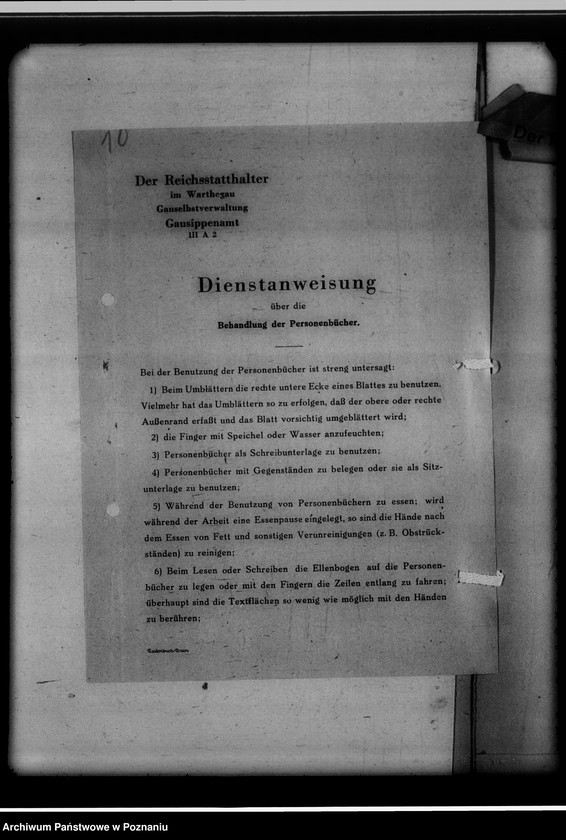 10
Der Reichsstatthalter
im Warthegau
Gauselbstverwaltung
Gausippenamt
III A 2
Der
Dienstanweisung
über die
Behandlung der Personenbücher.
Bei der Benutzung der Personenbücher ist streng untersagt:
1) Beim Umblättern die rechte untere Ecke eines Blattes zu benutzen.
Vielmehr hat das Umblättern so zu erfolgen, daß der obere oder rechte
Außenrand erfaßt und das Blatt vorsichtig umgeblättert wird;
2) die Finger mit Speichel oder Wasser anzufeuchten;
3) Personenbücher als Schreibunterlage zu benutzen;
4) Personenbücher mit Gegenständen zu belegen oder sie als Sitz-
unterlage zu benutzen;
5) Während der Benutzung von Personenbüchern zu essen; wird
während der Arbeit eine Essenpause eingelegt, so sind die Hände nach
dem Essen von Fett und sonstigen Verunreinigungen (z. B. Obstrück-
ständen) zu reinigen;
6) Beim Lesen oder Schreiben die Ellenbogen auf die Personen-
bücher zu legen oder mit den Fingern die Zeilen entlang zu fahren;
überhaupt sind die Textflächen so wenig wie möglich mit den Händen
zu berühren;
Archiwum Państwowe w Poznaniu